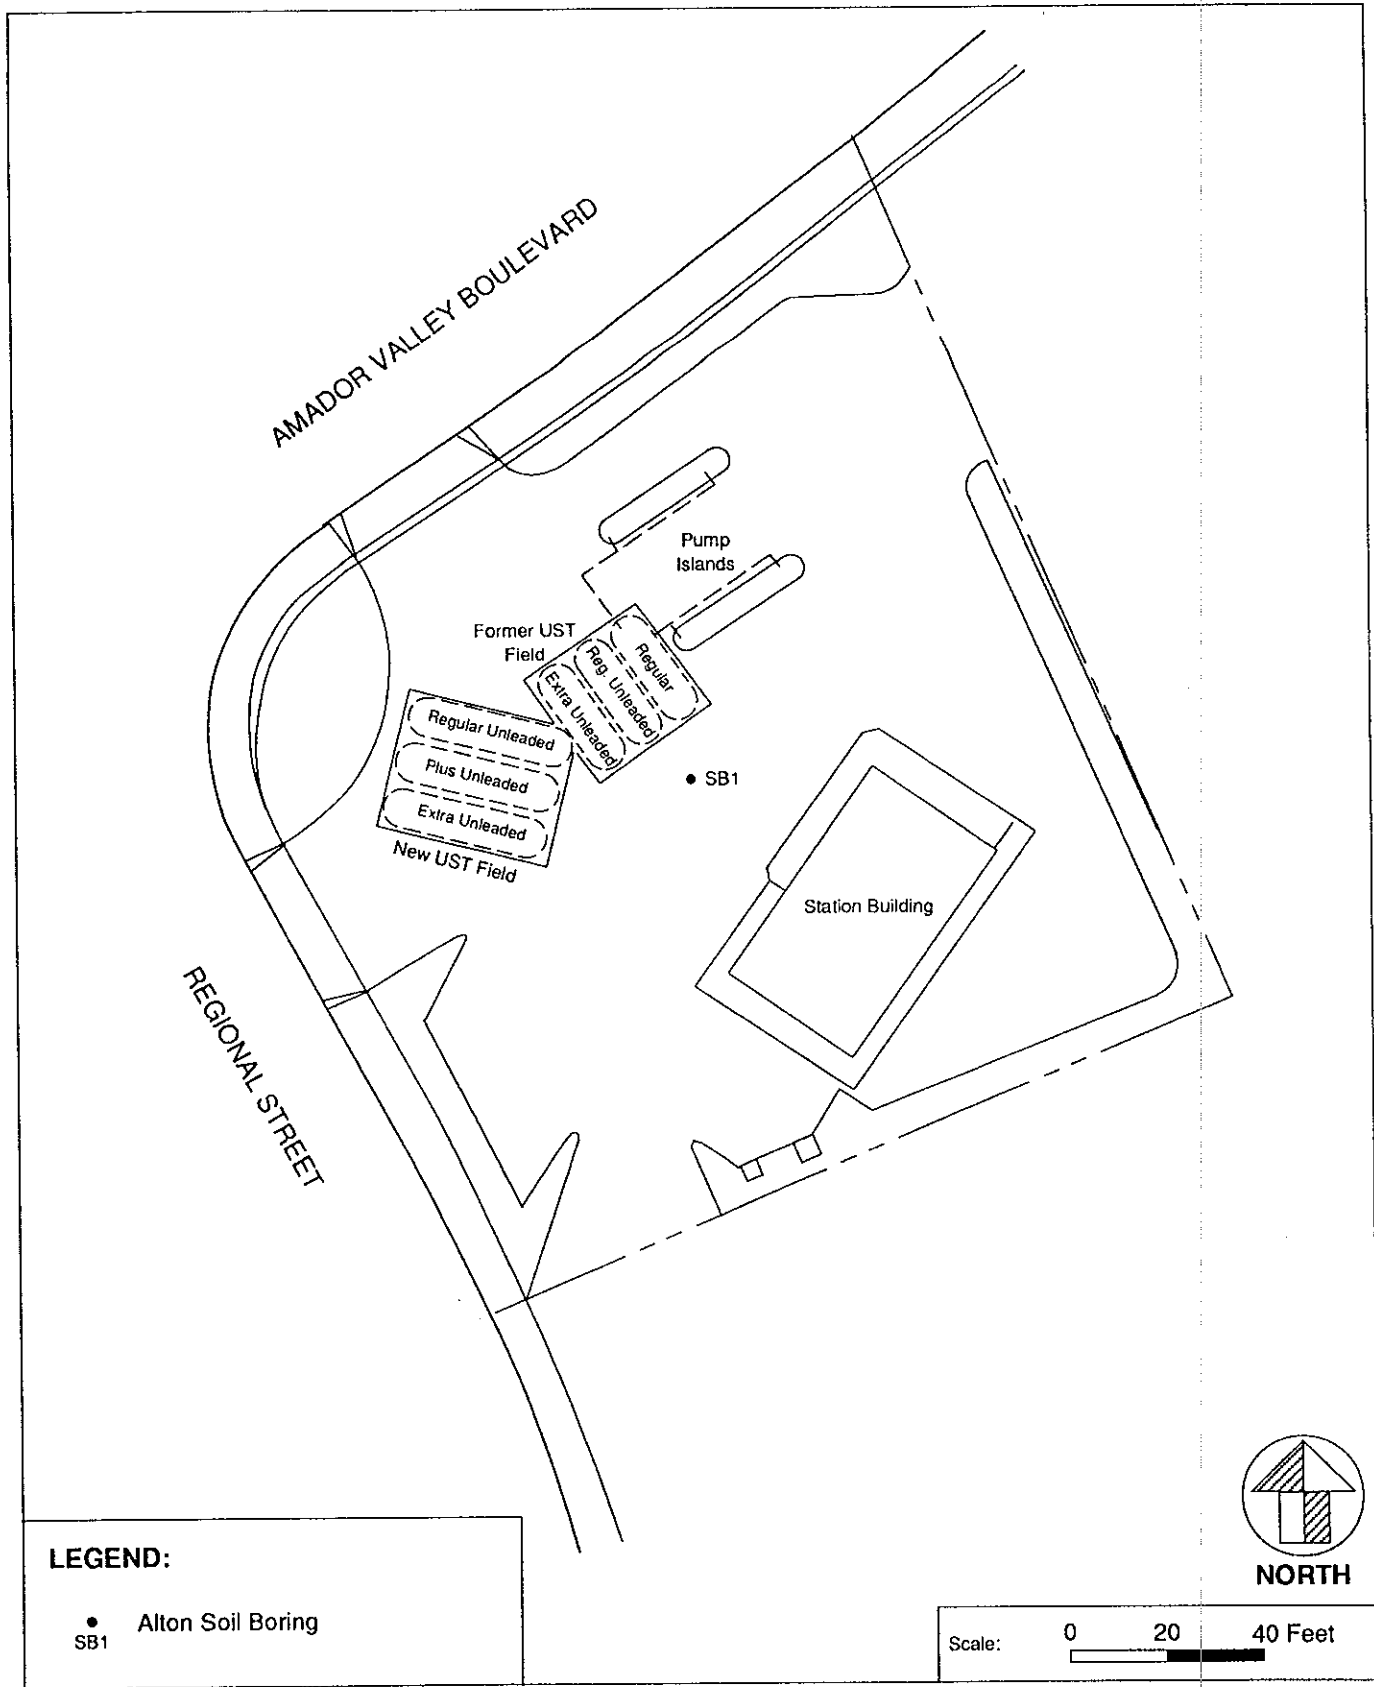 AMADOR VALLEY BOULEVARD
Pump
Islands
Former UST
Field
Regular
Reg. Unleaded
Extra Unleaded
Regular Unleaded
Plus Unleaded
Extra Unleaded
New UST Field
SB1
Station Building
REGIONAL STREET
NORTH
LEGEND:
SB1
Alton Soil Boring
Scale:
0 20 40 Feet